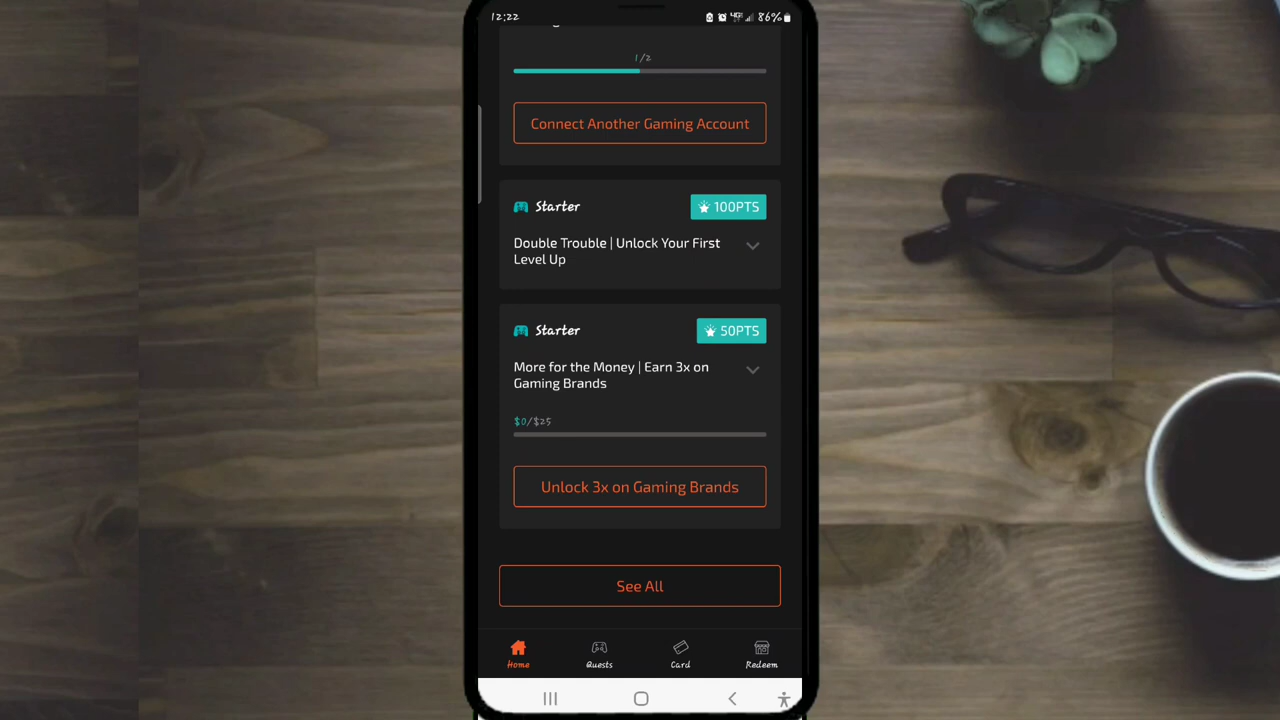 12:22
86%
1/2
Connect Another Gaming Account
Starter
100PTS
Double Trouble | Unlock Your First
Level Up
Starter
50PTS
More for the Money | Earn 3x on
Gaming Brands
$0/$25
Unlock 3x on Gaming Brands
See All
Home
Quests
Card
Redeem